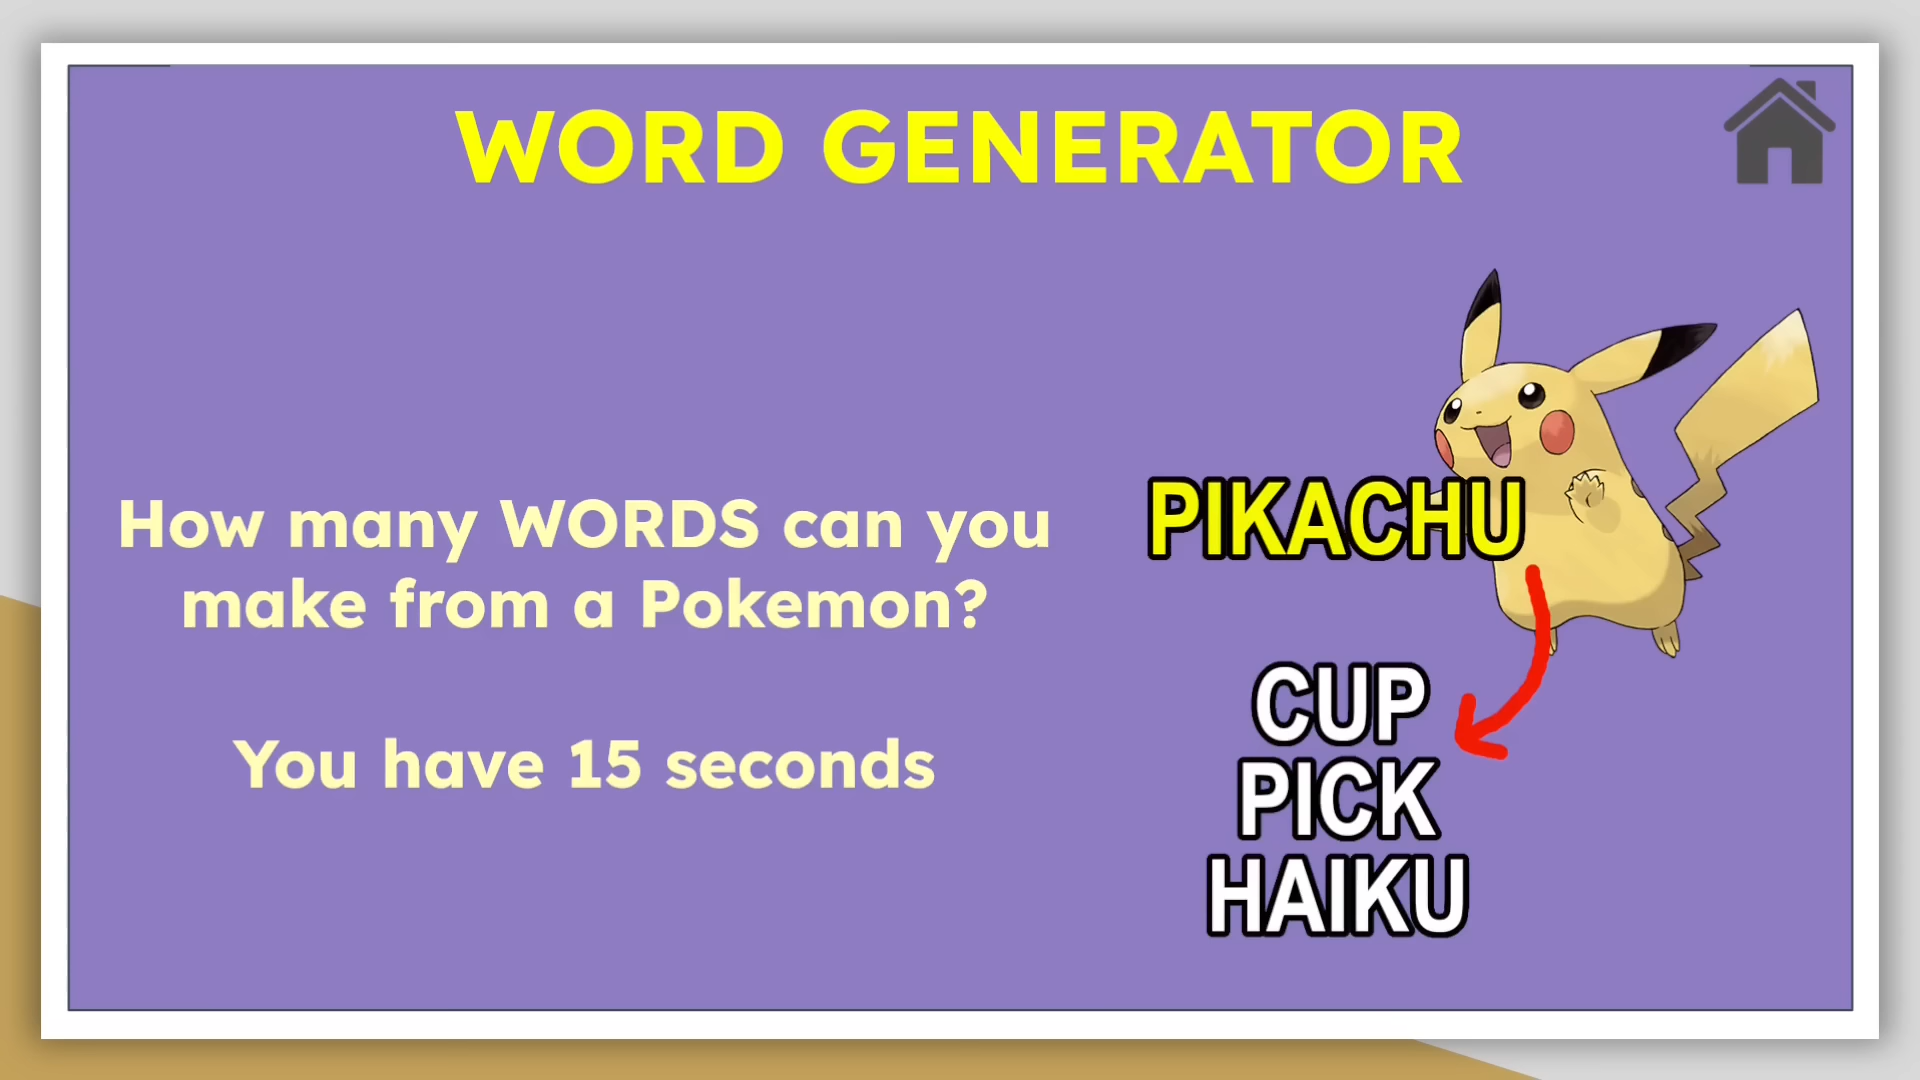 WORD GENERATOR
How many WORDS can you
make from a Pokemon?
You have 15 seconds
PIKACHU
CUP
PICK
HAIKU